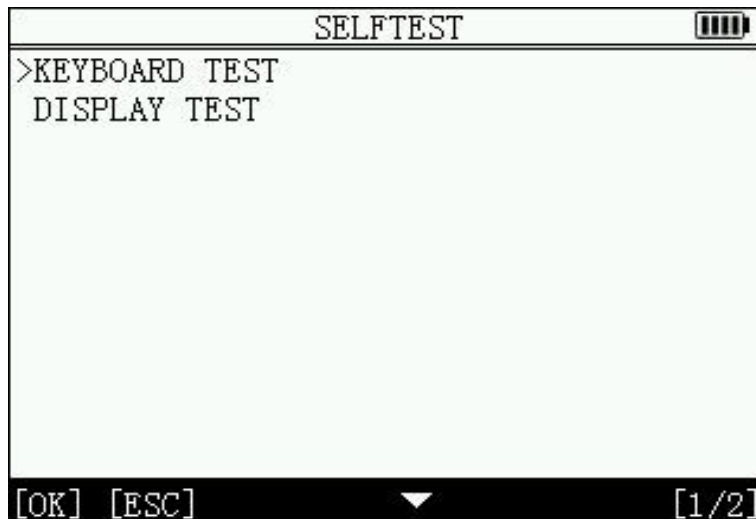 SELFTEST
>KEYBOARD TEST
DISPLAY TEST
[OK] [ESC] [1/2]